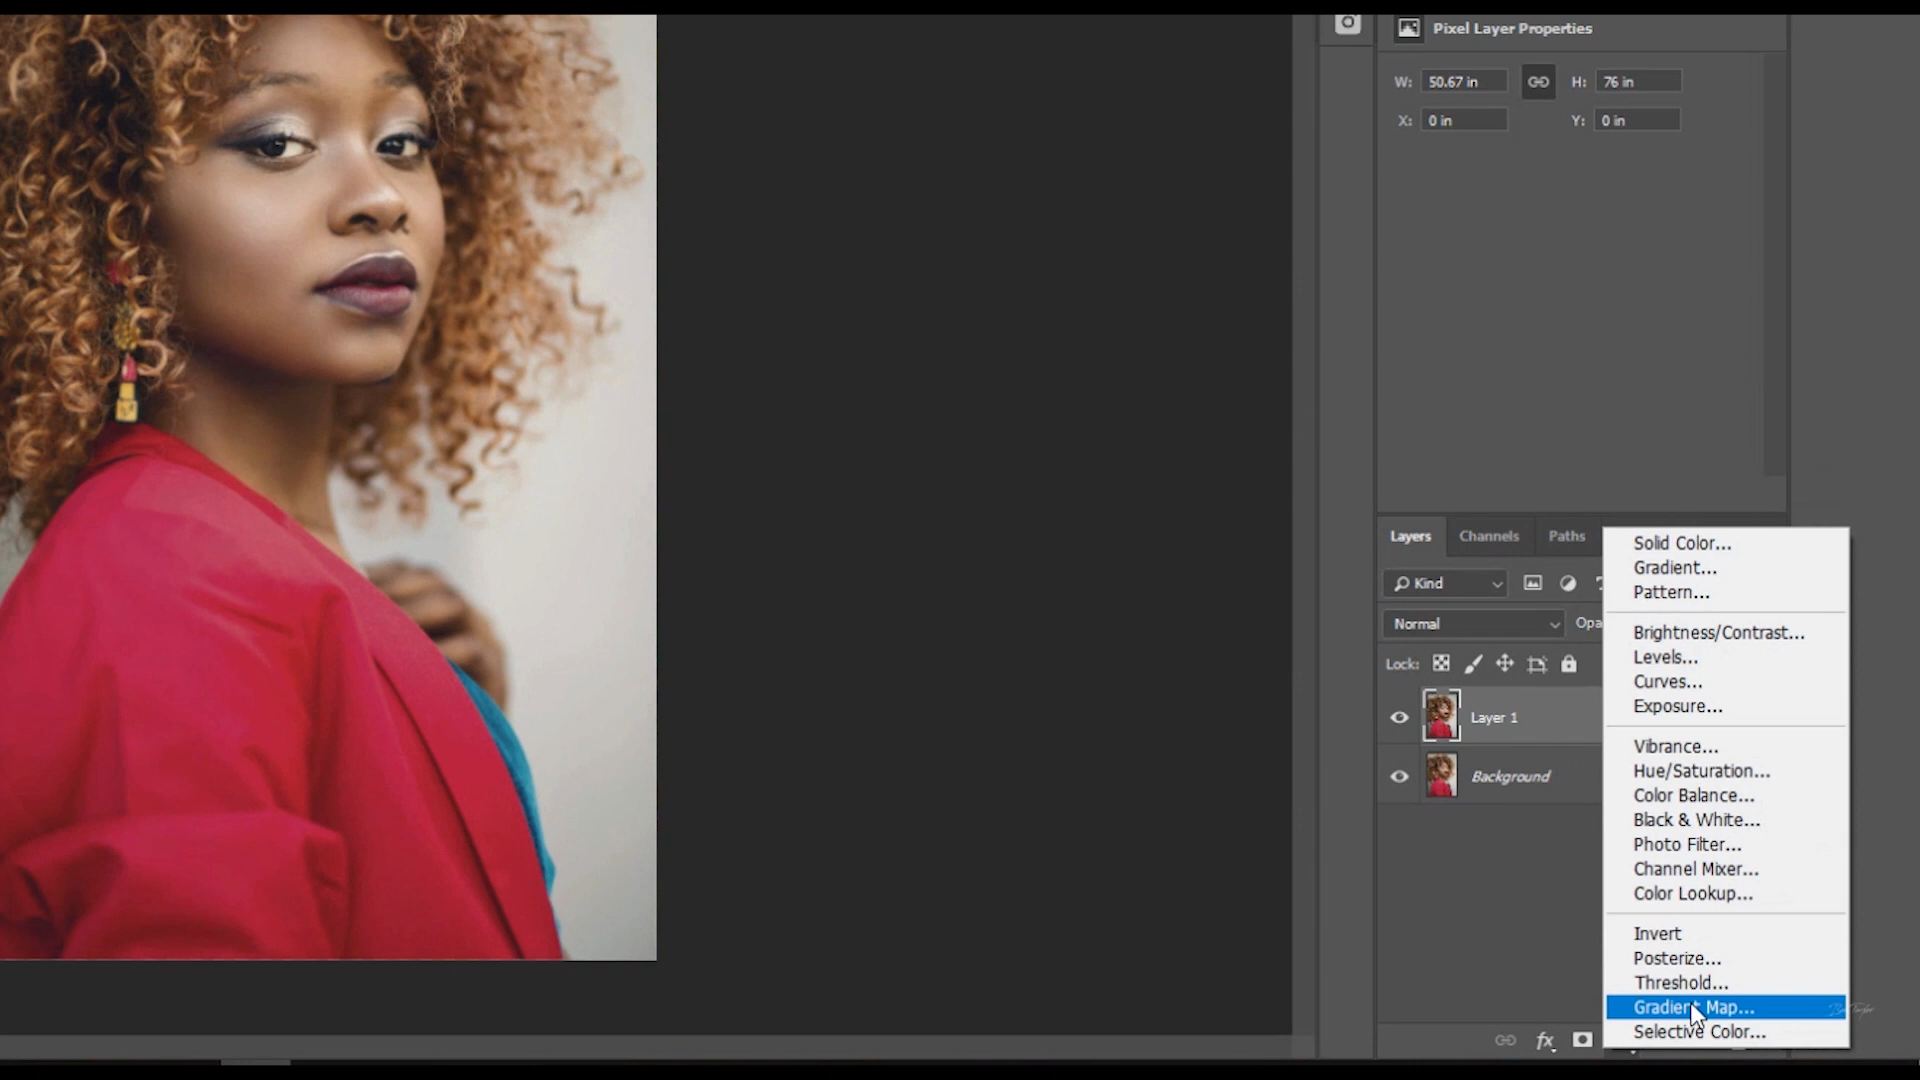 Pixel Layer Properties
W: 50.67 in H: 76 in
X: 0 in Y: 0 in
Layers Channels Paths
Kind
Normal Opa
Lock:
Layer 1
Background
fx
Solid Color...
Gradient...
Pattern...
Brightness/Contrast...
Levels...
Curves...
Exposure...
Vibrance...
Hue/Saturation...
Color Balance...
Black & White...
Photo Filter...
Channel Mixer...
Color Lookup...
Invert
Posterize...
Threshold...
Gradient Map...
Selective Color...